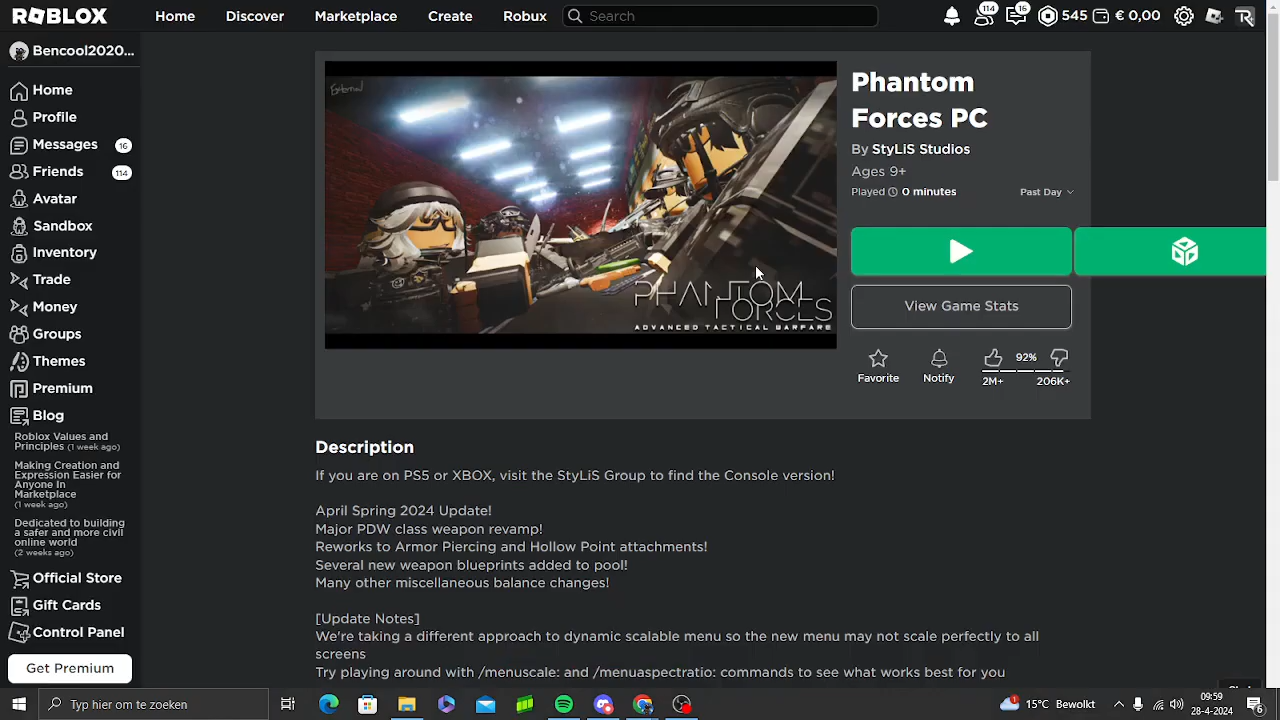 ROBLOX
Home Discover Marketplace Create Robux Search 114 16 545 € 0,00
Bencool2020...
Home
Profile
Messages 16
Friends 114
Avatar
Sandbox
Inventory
Trade
Money
Groups
Themes
Premium
Blog
Roblox Values and
Principles (1 week ago)
Making Creation and
Expression Easier for
Anyone In
Marketplace
(1 week ago)
Dedicated to building
a safer and more civil
online world
(2 weeks ago)
Official Store
Gift Cards
Control Panel
Get Premium
External
PHANTOM
FORCES
ADVANCED TACTICAL WARFARE
Phantom
Forces PC
By StyLiS Studios
Ages 9+
Played 0 minutes Past Day
View Game Stats
92%
Favorite Notify 2M+ 206K+
Description
If you are on PS5 or XBOX, visit the StyLiS Group to find the Console version!
April Spring 2024 Update!
Major PDW class weapon revamp!
Reworks to Armor Piercing and Hollow Point attachments!
Several new weapon blueprints added to pool!
Many other miscellaneous balance changes!
[Update Notes]
We're taking a different approach to dynamic scalable menu so the new menu may not scale perfectly to all
screens
Try playing around with /menuscale: and /menuaspectratio: commands to see what works best for you
Typ hier om te zoeken
1 15°C Bewolkt
09:59
28-4-2024
6